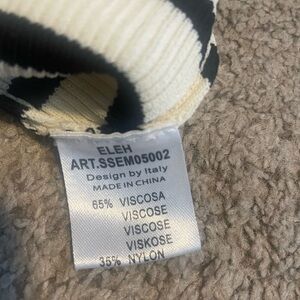 ELEH
ART.SSEM05002
Design by Italy
MADE IN CHINA
65% VISCOSA
VISCOSE
VISCOSE
VISKOSE
35% NYLON